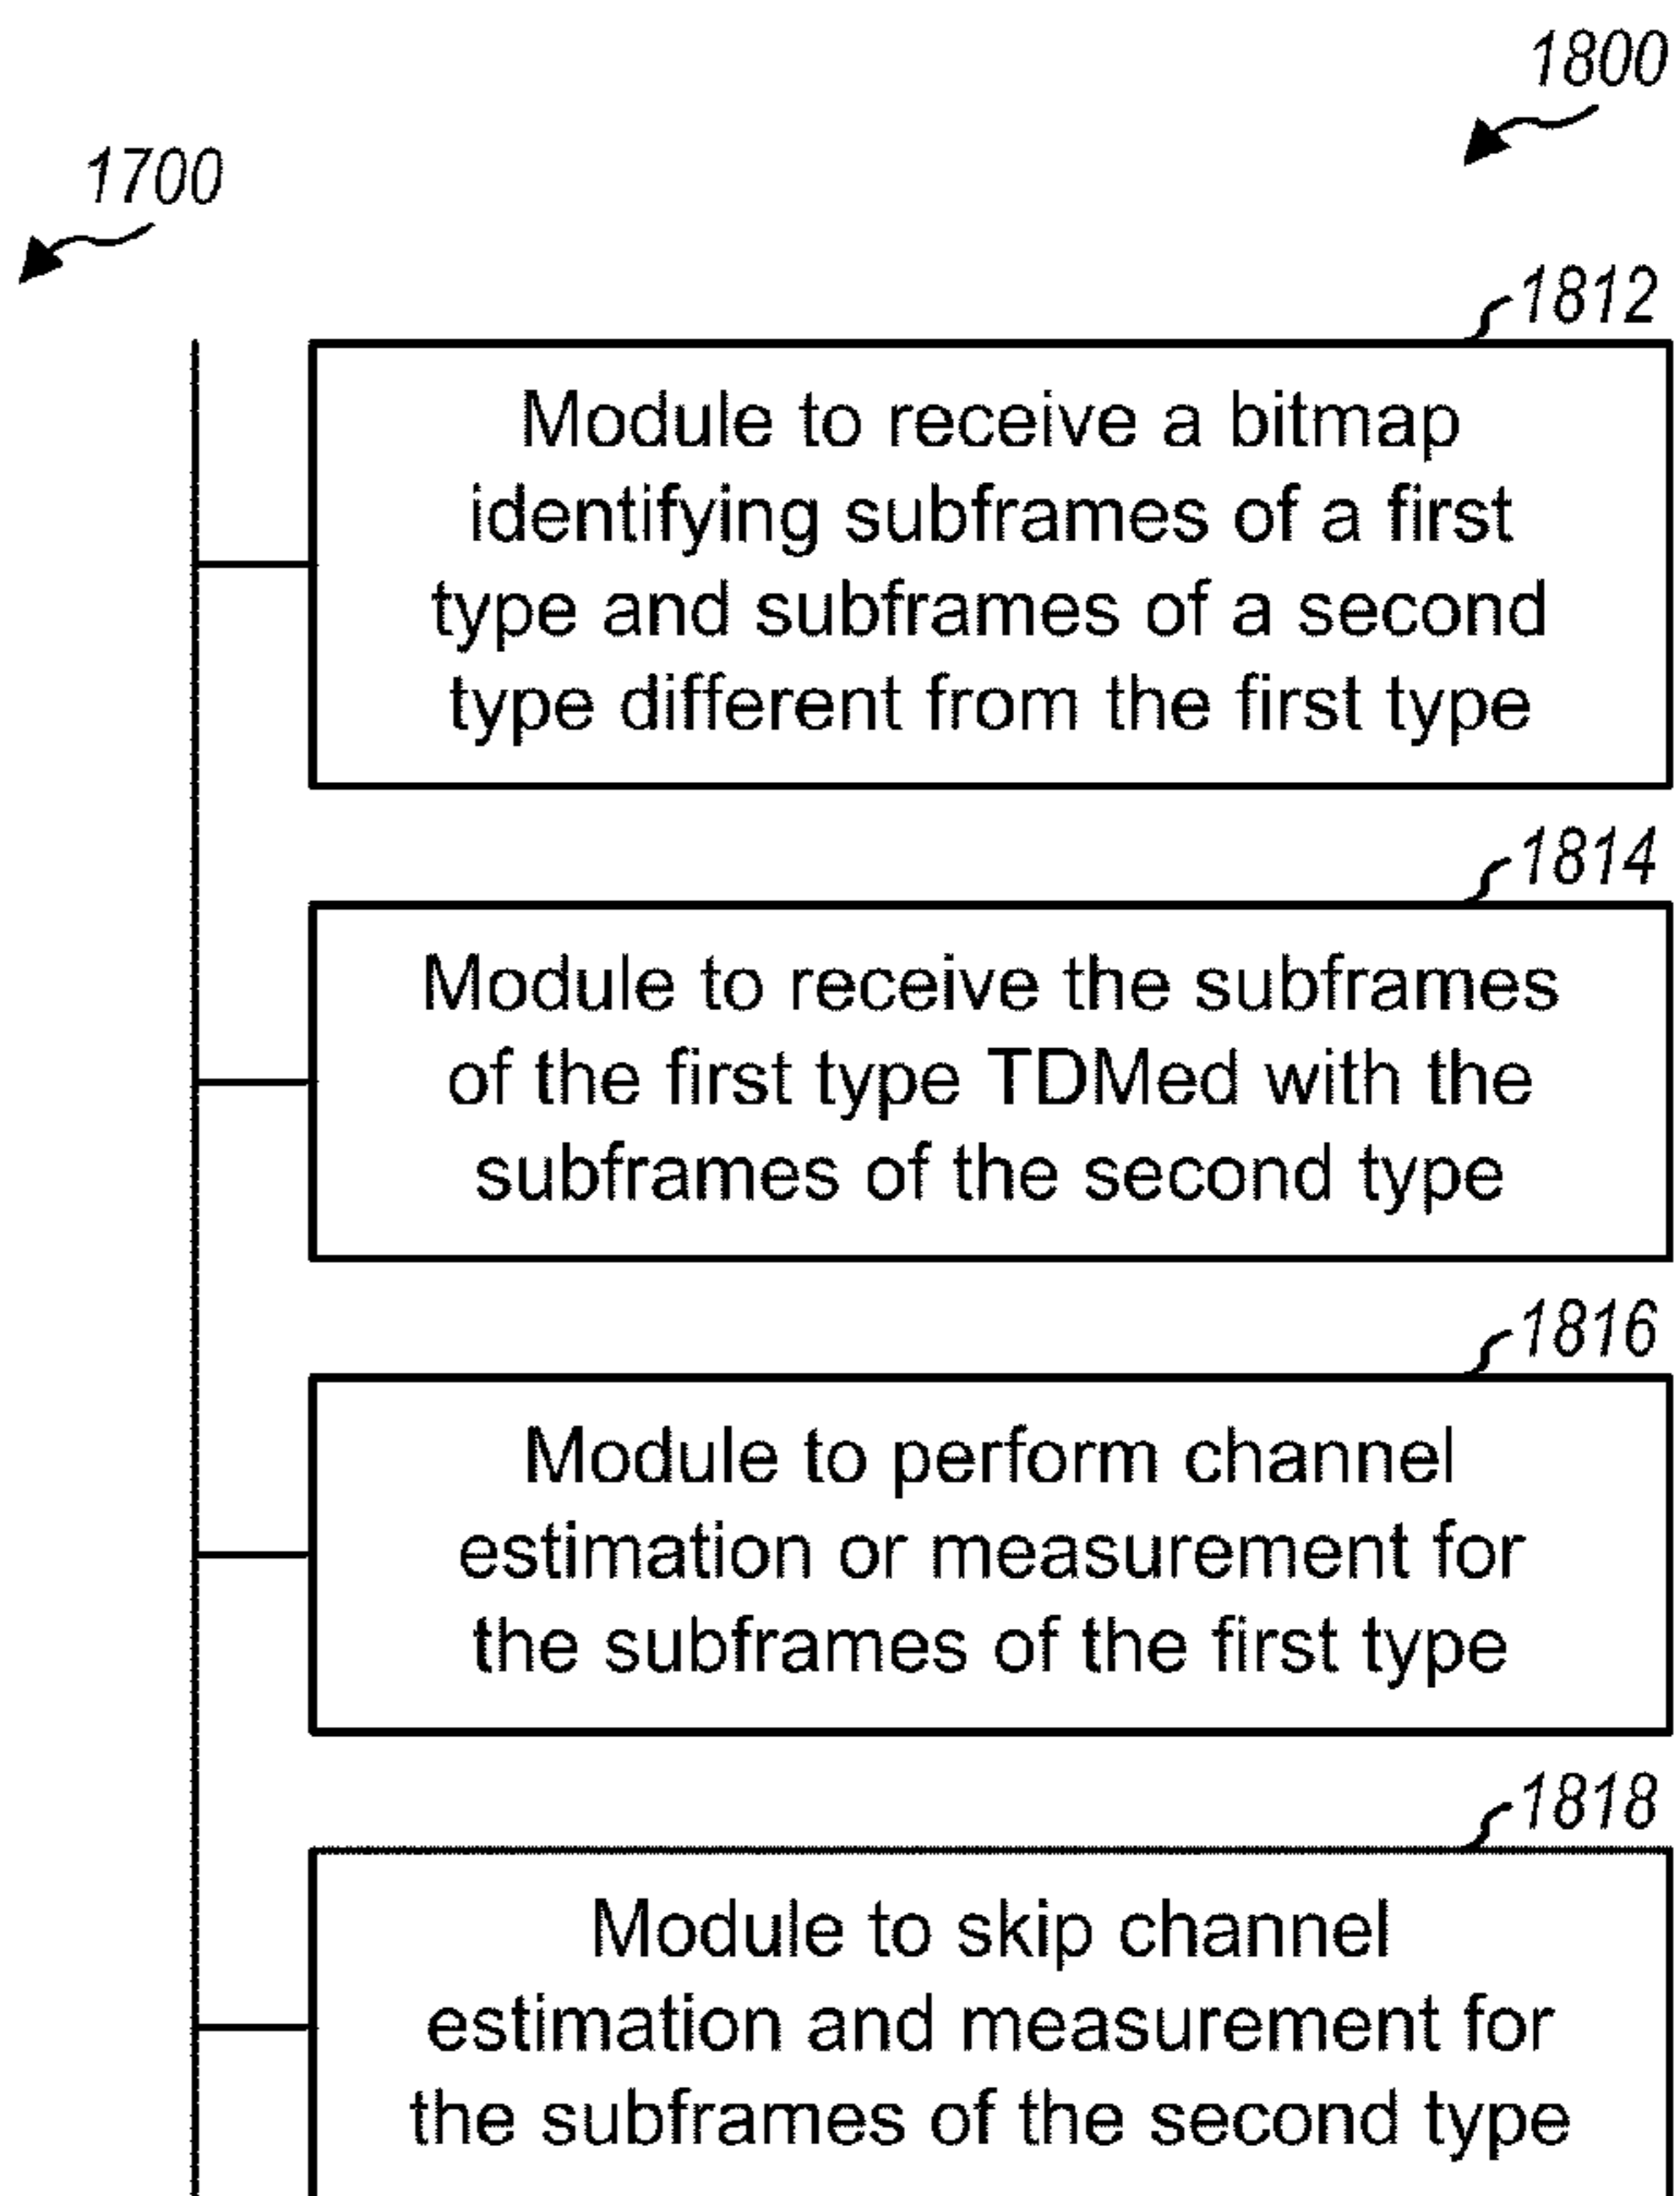 1800
1700
1812
Module to receive a bitmap
identifying subframes of a first
type and subframes of a second
type different from the first type
1814
Module to receive the subframes
of the first type TDMed with the
subframes of the second type
1816
Module to perform channel
estimation or measurement for
the subframes of the first type
1818
Module to skip channel
estimation and measurement for
the subframes of the second type